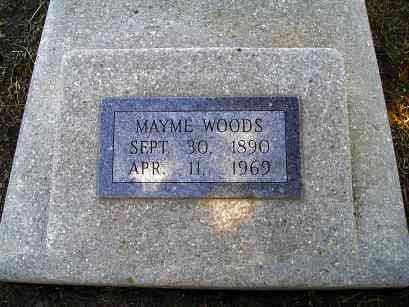 MAYME WOODS
SEPT. 30, 1890
APR. 11, 1969